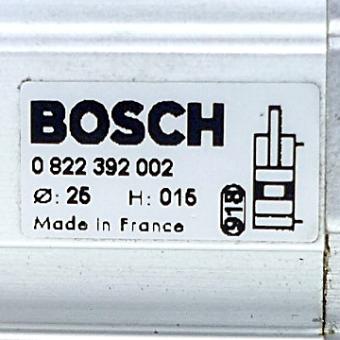 BOSCH
0 822 392 002
Ø: 25 H: 015
Made in France
918